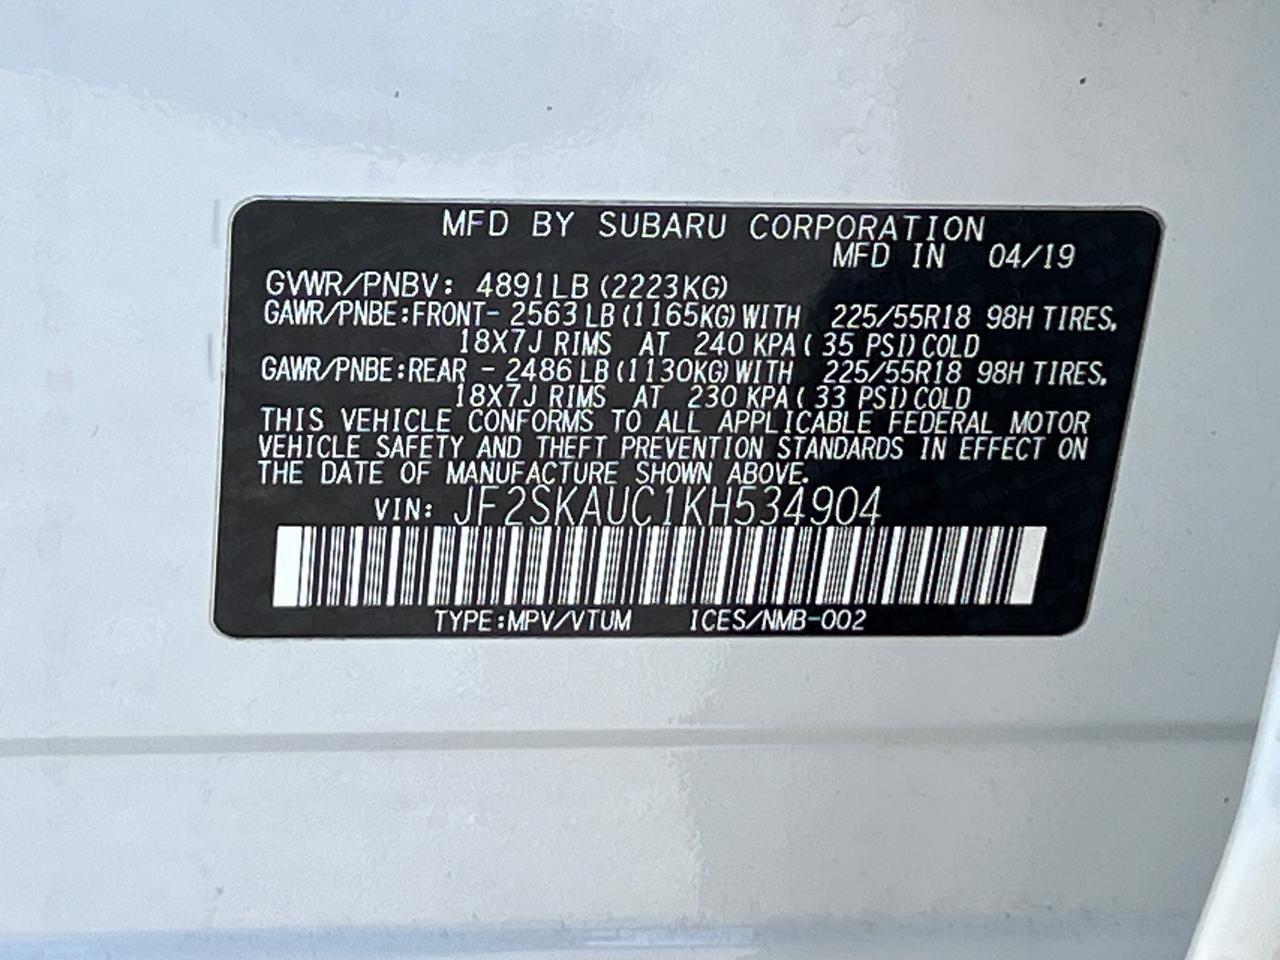 MFD BY SUBARU CORPORATION
MFD IN 04/19
GVWR/PNBV: 4891LB (2223KG)
GAWR/PNBE:FRONT- 2563 LB (1165KG) WITH 225/55R18 98H TIRES,
18X7J RIMS AT 240 KPA ( 35 PSI) COLD
GAWR/PNBE:REAR - 2486 LB (1130KG) WITH 225/55R18 98H TIRES,
18X7J RIMS AT 230 KPA ( 33 PSI) COLD
THIS VEHICLE CONFORMS TO ALL APPLICABLE FEDERAL MOTOR
VEHICLE SAFETY AND THEFT PREVENTION STANDARDS IN EFFECT ON
THE DATE OF MANUFACTURE SHOWN ABOVE.
VIN: JF2SKAUC1KH534904
TYPE:MPV/VTUM ICES/NMB-002